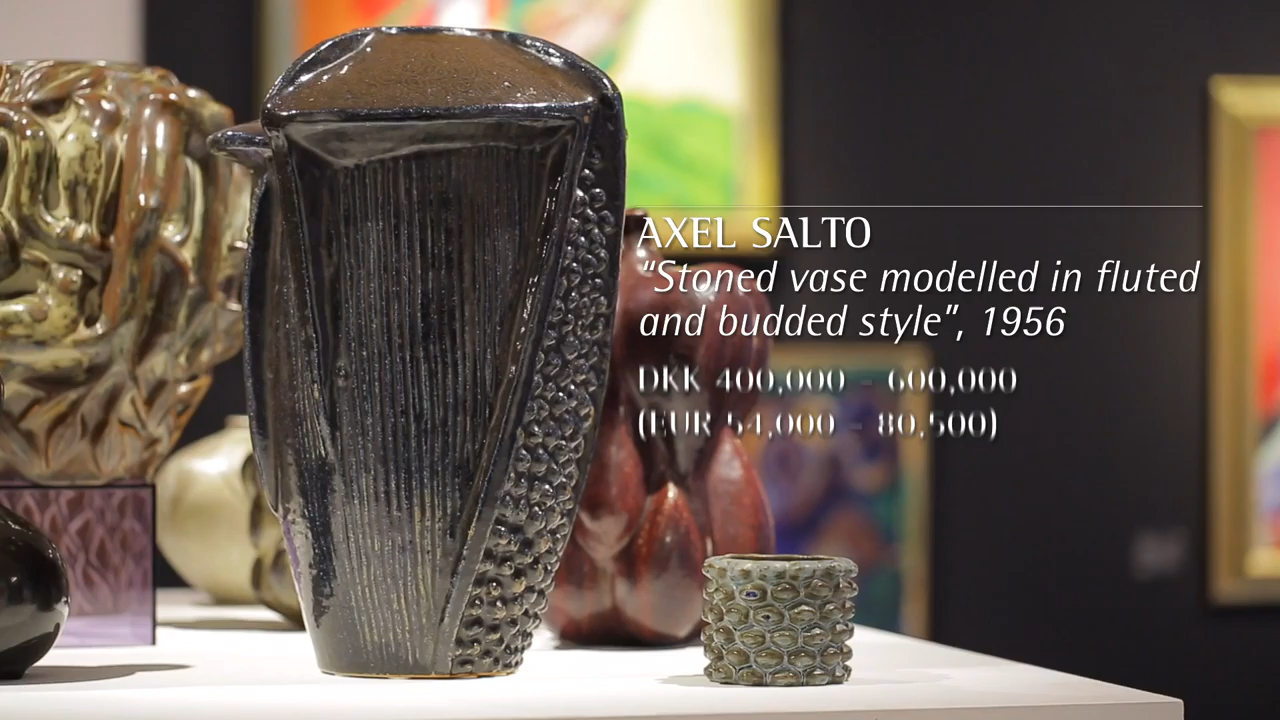 AXEL SALTO
“Stoned vase modelled in fluted
and budded style”, 1956
DKK 400,000 - 600,000
(EUR 54,000 - 80,500)